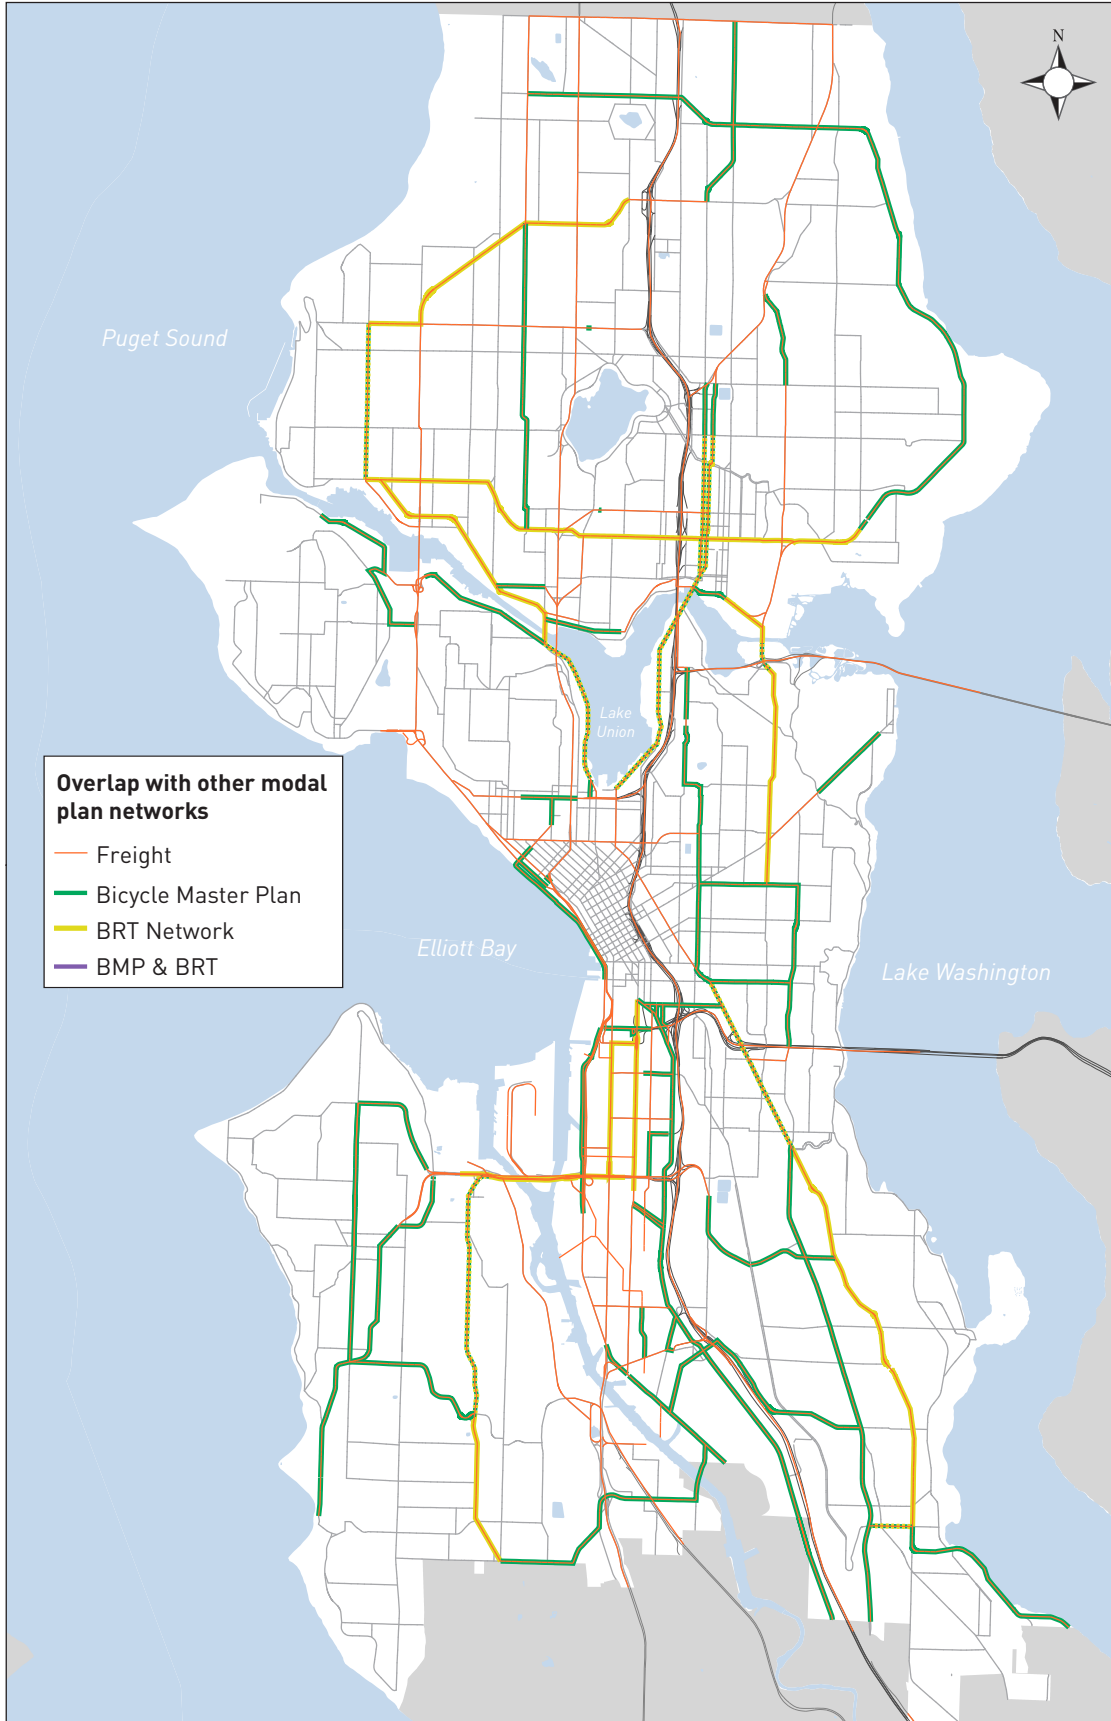 N
Puget Sound
Lake
Union
Overlap with other modal
plan networks
Freight
Bicycle Master Plan
BRT Network
BMP & BRT
Elliott Bay
Lake Washington